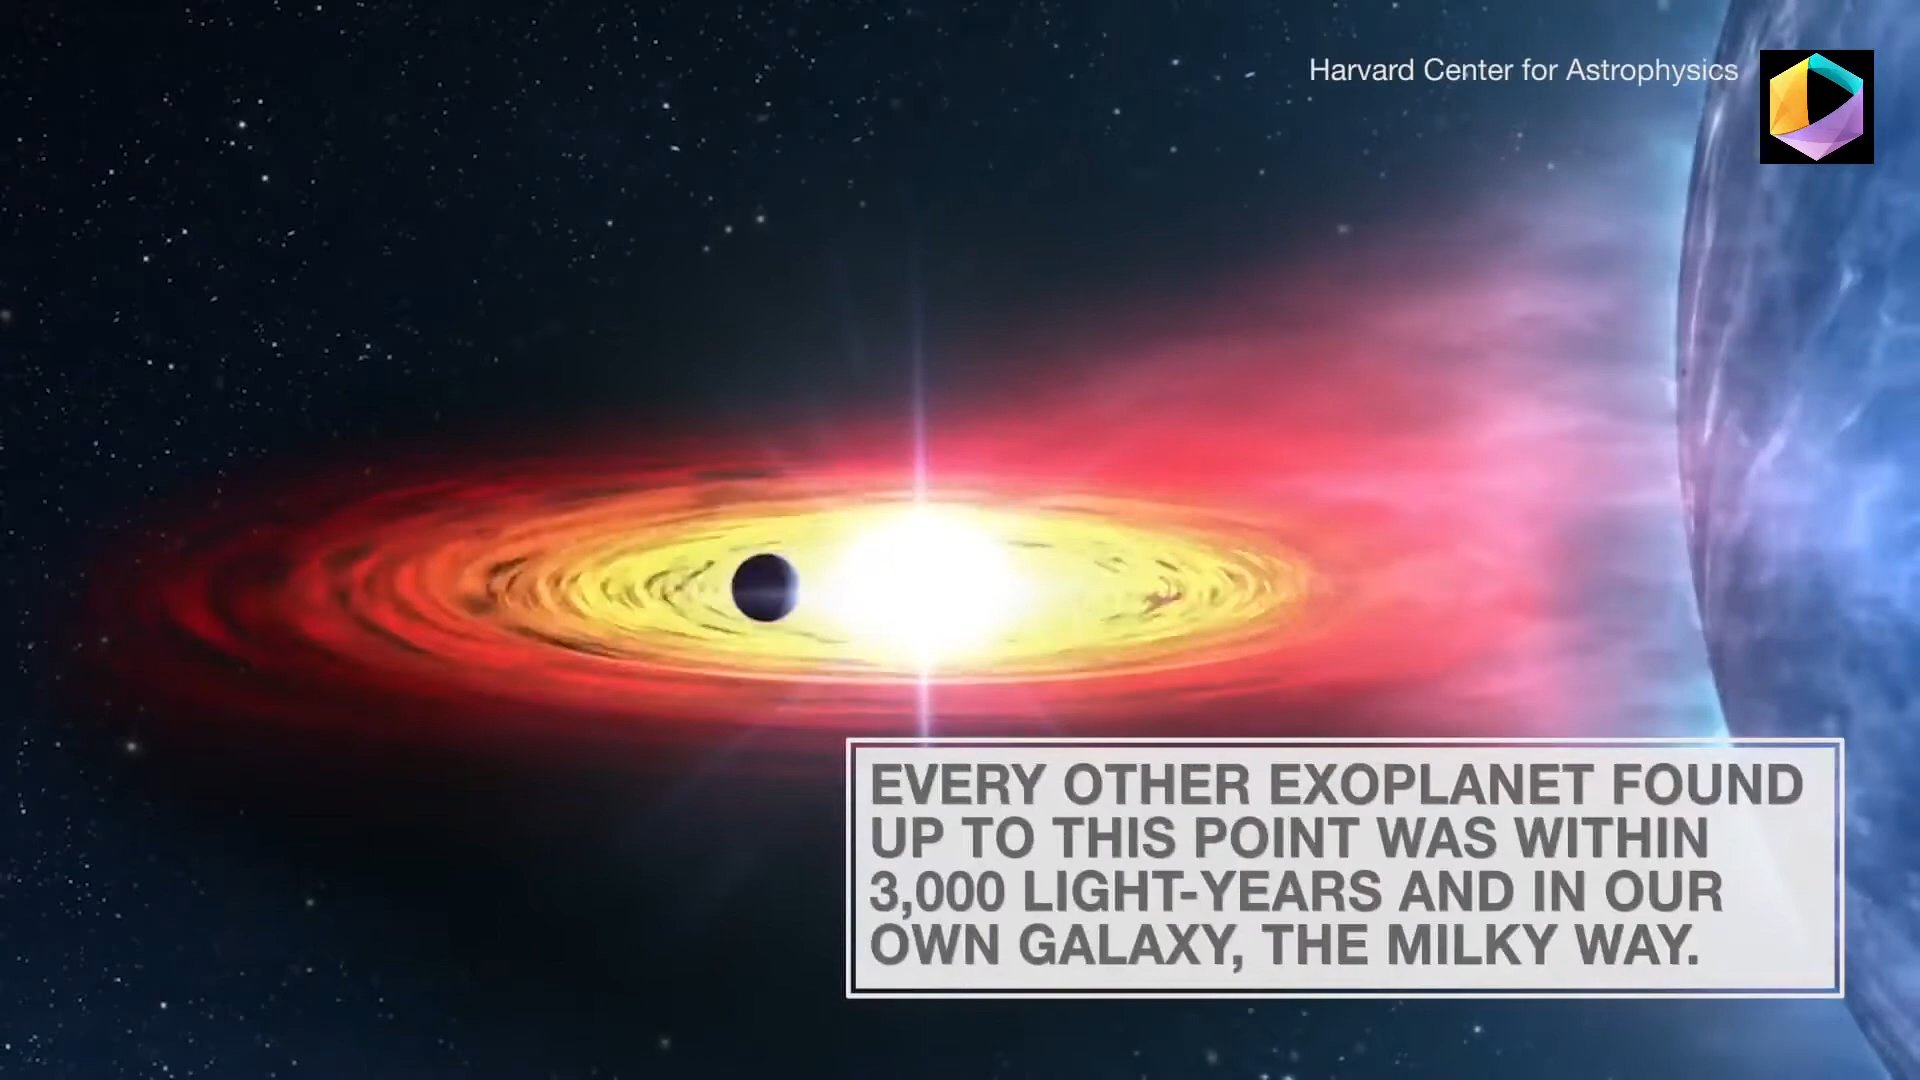 Harvard Center for Astrophysics
EVERY OTHER EXOPLANET FOUND
UP TO THIS POINT WAS WITHIN
3,000 LIGHT-YEARS AND IN OUR
OWN GALAXY, THE MILKY WAY.